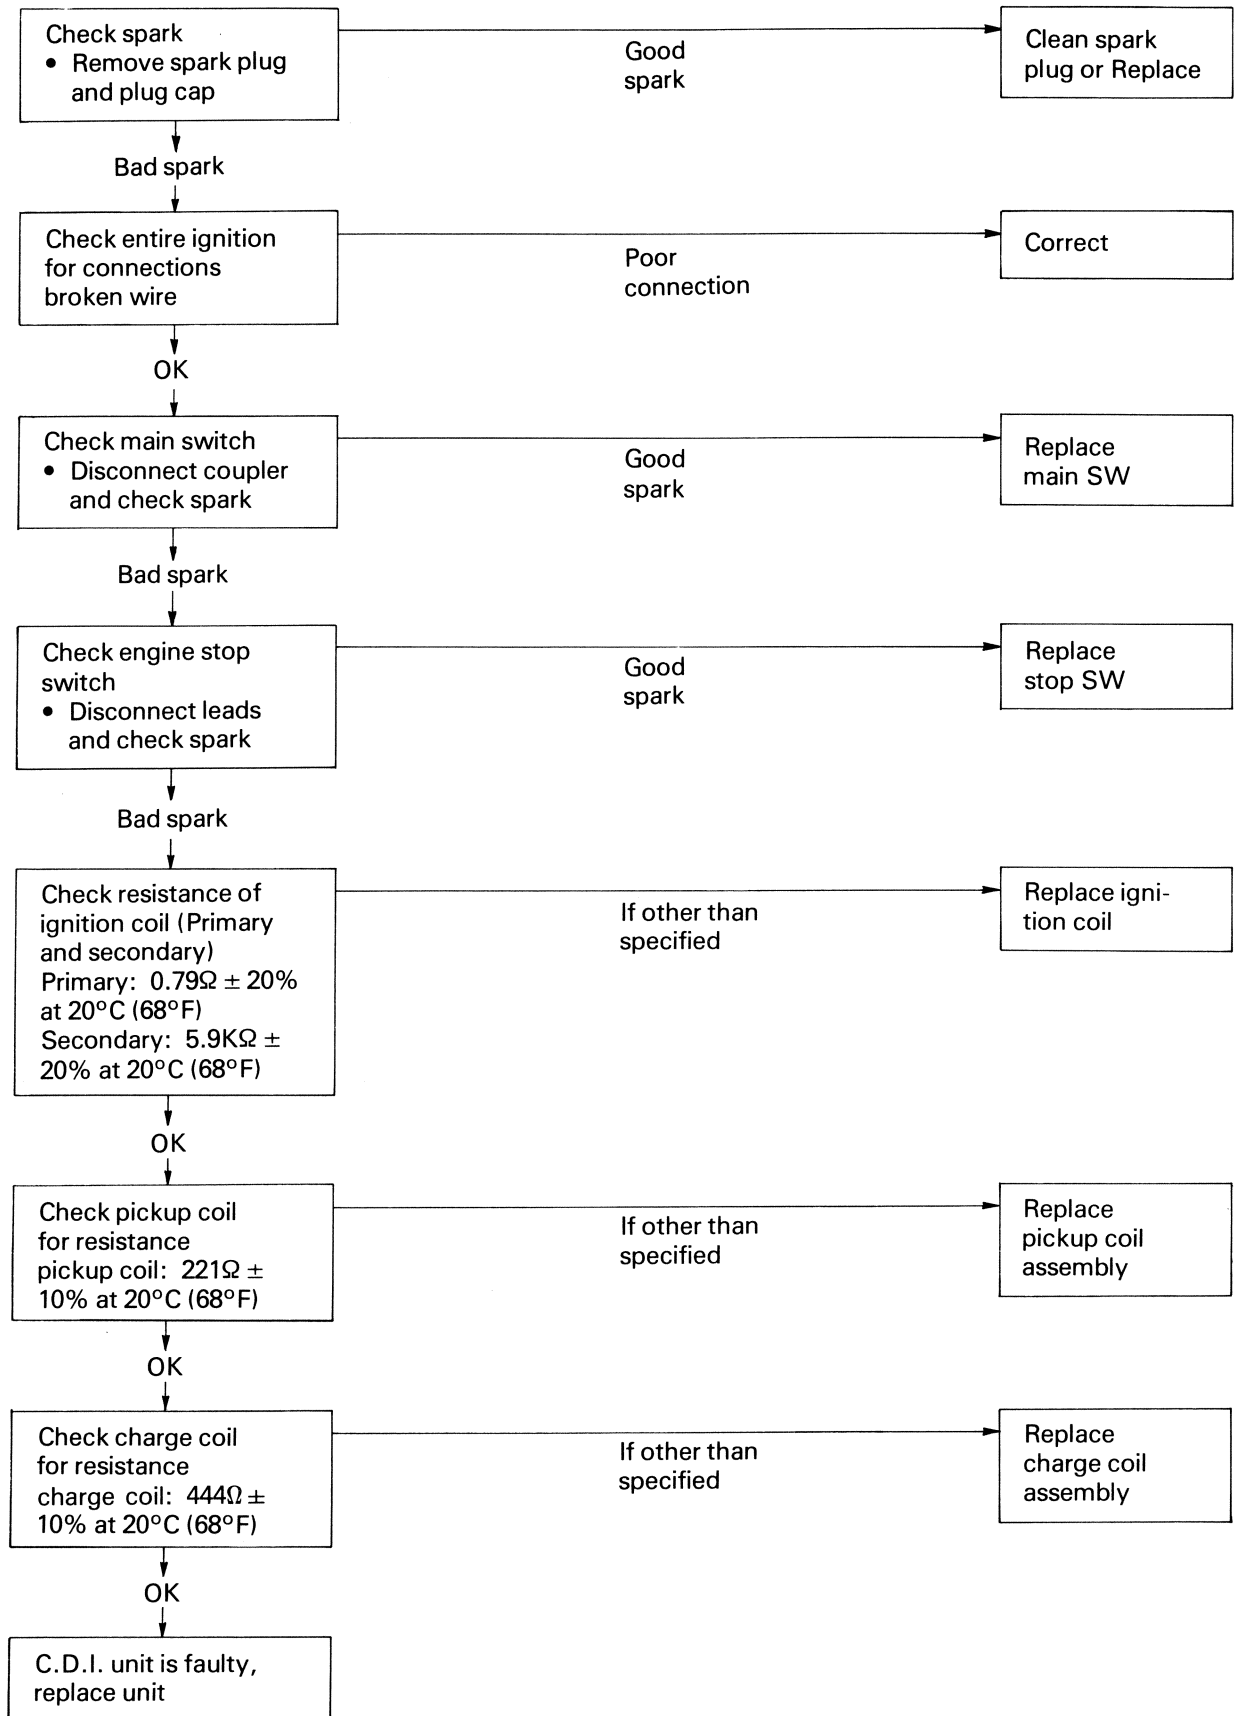 Check spark
• Remove spark plug
and plug cap
Good
spark
Clean spark
plug or Replace
Bad spark
Check entire ignition
for connections
broken wire
Poor
connection
Correct
OK
Check main switch
• Disconnect coupler
and check spark
Good
spark
Replace
main SW
Bad spark
Check engine stop
switch
• Disconnect leads
and check spark
Good
spark
Replace
stop SW
Bad spark
Check resistance of
ignition coil (Primary
and secondary)
Primary: 0.79Ω ± 20%
at 20°C (68°F)
Secondary: 5.9KΩ ±
20% at 20°C (68°F)
If other than
specified
Replace igni-
tion coil
OK
Check pickup coil
for resistance
pickup coil: 221Ω ±
10% at 20°C (68°F)
If other than
specified
Replace
pickup coil
assembly
OK
Check charge coil
for resistance
charge coil: 444Ω ±
10% at 20°C (68°F)
If other than
specified
Replace
charge coil
assembly
OK
C.D.I. unit is faulty,
replace unit